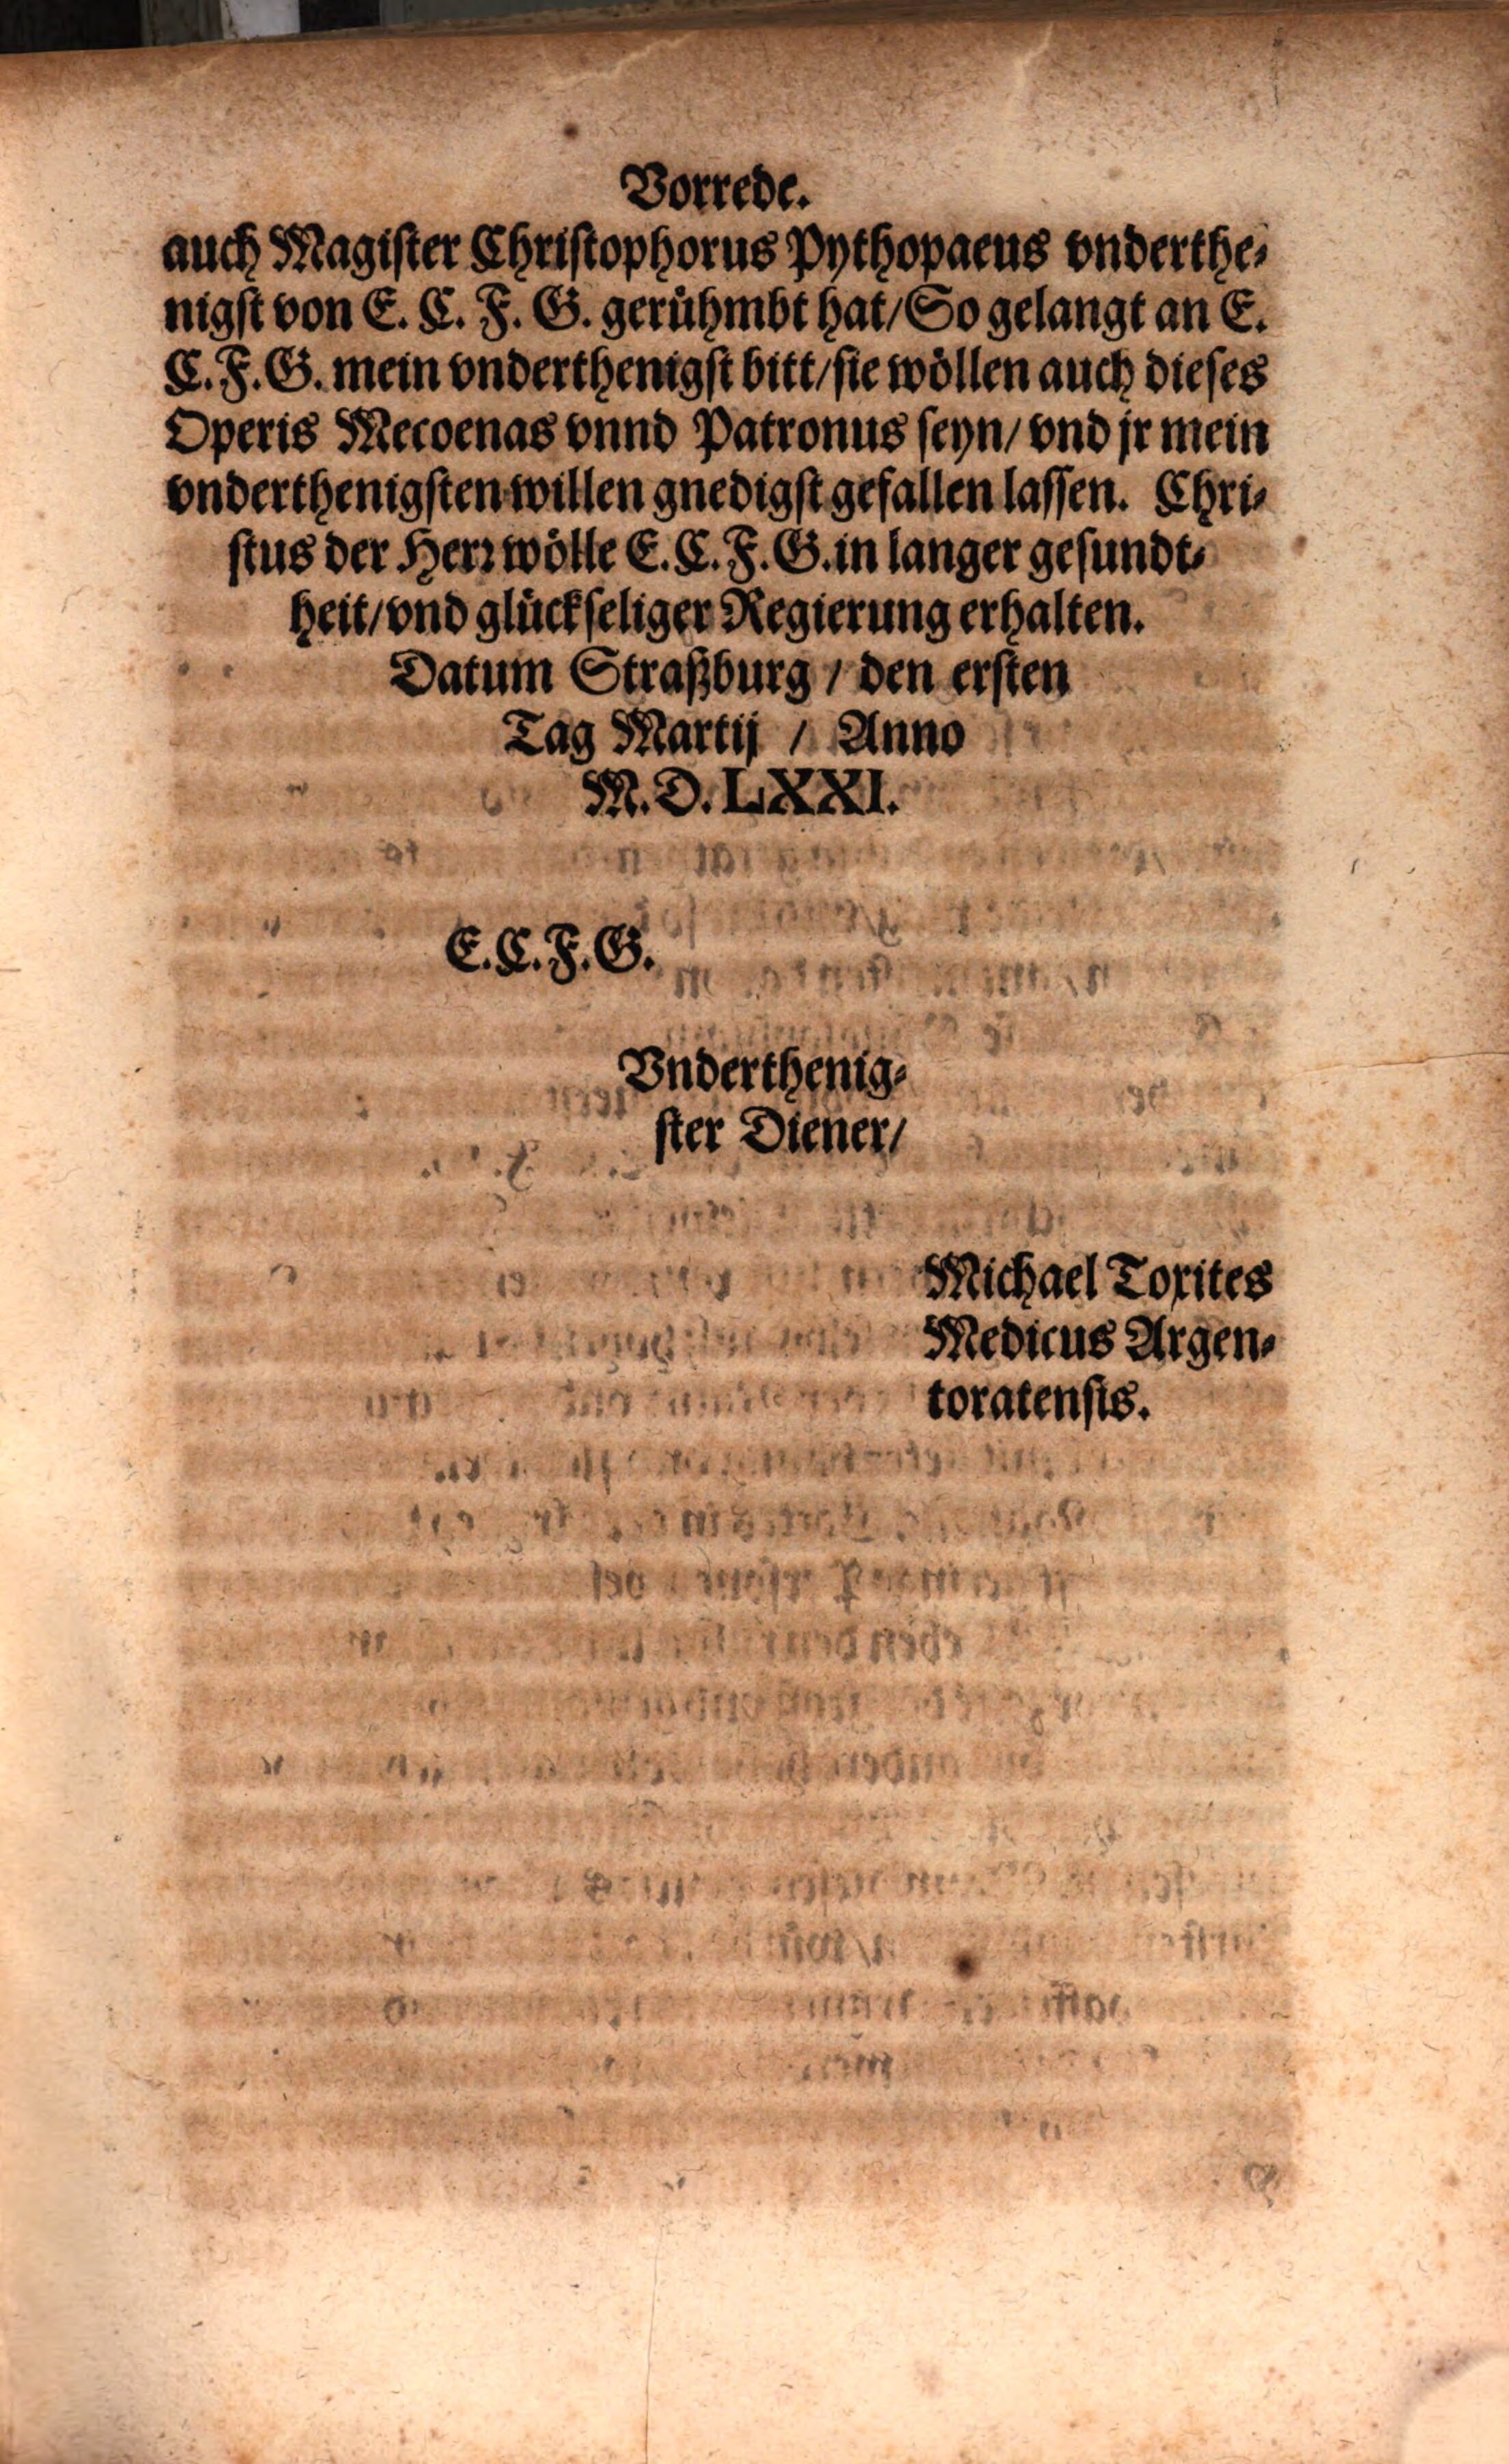 Vorrede.
auch Magister Christophorus Pythopaeus vnderthe⸗
nigst von E. C. F. G. gerůhmbt hat/ So gelangt an E.
C. F. G. mein vnderthenigst bitt/ sie wöllen auch dieses
Operis Mecoenas vnnd Patronus seyn/ vnd jr mein
vnderthenigsten willen gnedigst gefallen lassen. Chri⸗
stus der Herr wölle E. C. F. G. in langer gesundt⸗
heit/ vnd glückseliger Regierung erhalten.
Datum Straßburg / den ersten
Tag Martij / Anno
M. D. LXXI.
E. C. F. G.
Vnderthenig⸗
ster Diener/
Michael Toxites
Medicus Argen⸗
toratensis.